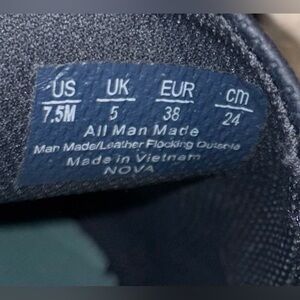 US UK EUR cm
7.5M 5 38 24
All Man Made
Man Made/Leather Flocking Outsole
Made in Vietnam
NOVA